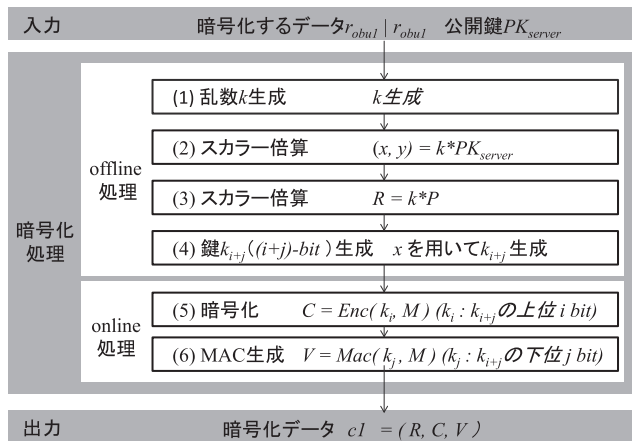 入力 暗号化するデータr_obu1 | r_obu1 公開鍵PK_server
暗号化
処理
offline
処理
(1) 乱数k生成 k生成
(2) スカラー倍算 (x, y) = k*PK_server
(3) スカラー倍算 R = k*P
(4) 鍵k_i+j((i+j)-bit )生成 x を用いてk_i+j 生成
online
処理
(5) 暗号化 C = Enc( k_i, M ) (k_i : k_i+jの上位 i bit)
(6) MAC生成 V = Mac( k_j , M ) (k_j : k_i+jの下位 j bit)
出力 暗号化データ c1 = ( R, C, V )